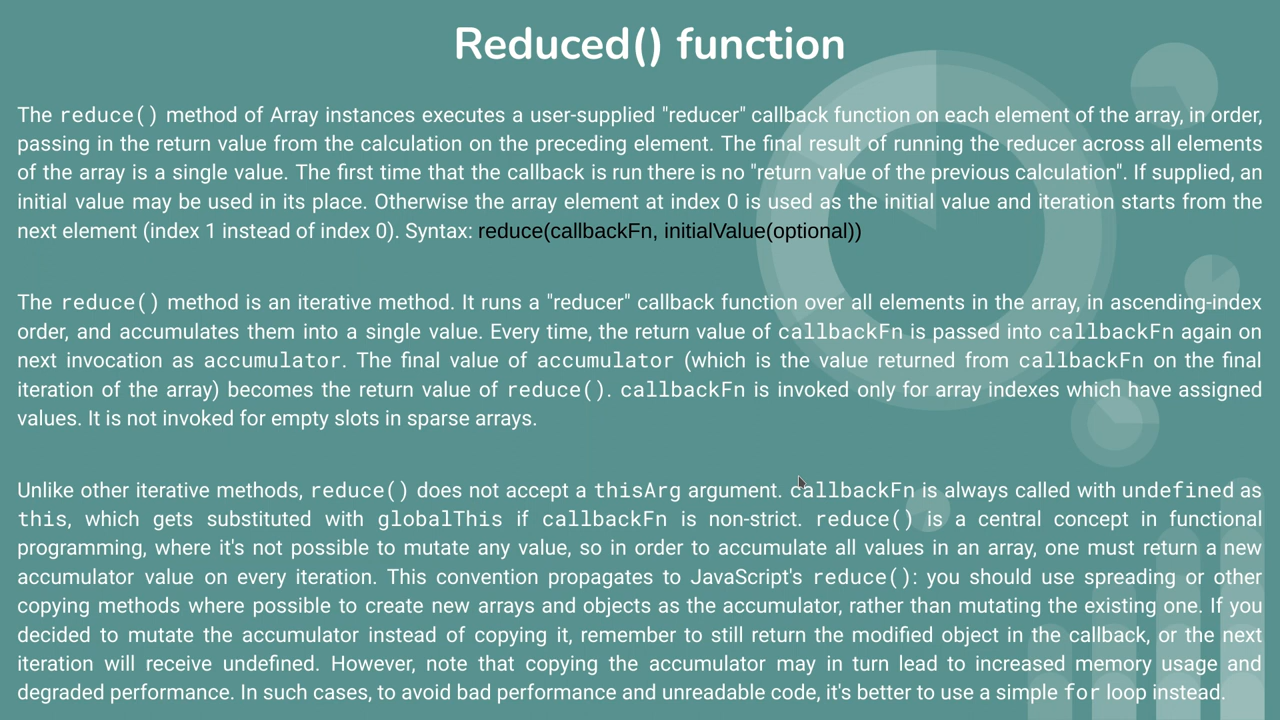 Reduced() function
The reduce() method of Array instances executes a user-supplied "reducer" callback function on each element of the array, in order,
passing in the return value from the calculation on the preceding element. The final result of running the reducer across all elements
of the array is a single value. The first time that the callback is run there is no "return value of the previous calculation". If supplied, an
initial value may be used in its place. Otherwise the array element at index 0 is used as the initial value and iteration starts from the
next element (index 1 instead of index 0). Syntax: reduce(callbackFn, initialValue(optional))
The reduce() method is an iterative method. It runs a "reducer" callback function over all elements in the array, in ascending-index
order, and accumulates them into a single value. Every time, the return value of callbackFn is passed into callbackFn again on
next invocation as accumulator. The final value of accumulator (which is the value returned from callbackFn on the final
iteration of the array) becomes the return value of reduce(). callbackFn is invoked only for array indexes which have assigned
values. It is not invoked for empty slots in sparse arrays.
Unlike other iterative methods, reduce() does not accept a thisArg argument. callbackFn is always called with undefined as
this, which gets substituted with globalThis if callbackFn is non-strict. reduce() is a central concept in functional
programming, where it's not possible to mutate any value, so in order to accumulate all values in an array, one must return a new
accumulator value on every iteration. This convention propagates to JavaScript's reduce(): you should use spreading or other
copying methods where possible to create new arrays and objects as the accumulator, rather than mutating the existing one. If you
decided to mutate the accumulator instead of copying it, remember to still return the modified object in the callback, or the next
iteration will receive undefined. However, note that copying the accumulator may in turn lead to increased memory usage and
degraded performance. In such cases, to avoid bad performance and unreadable code, it's better to use a simple for loop instead.